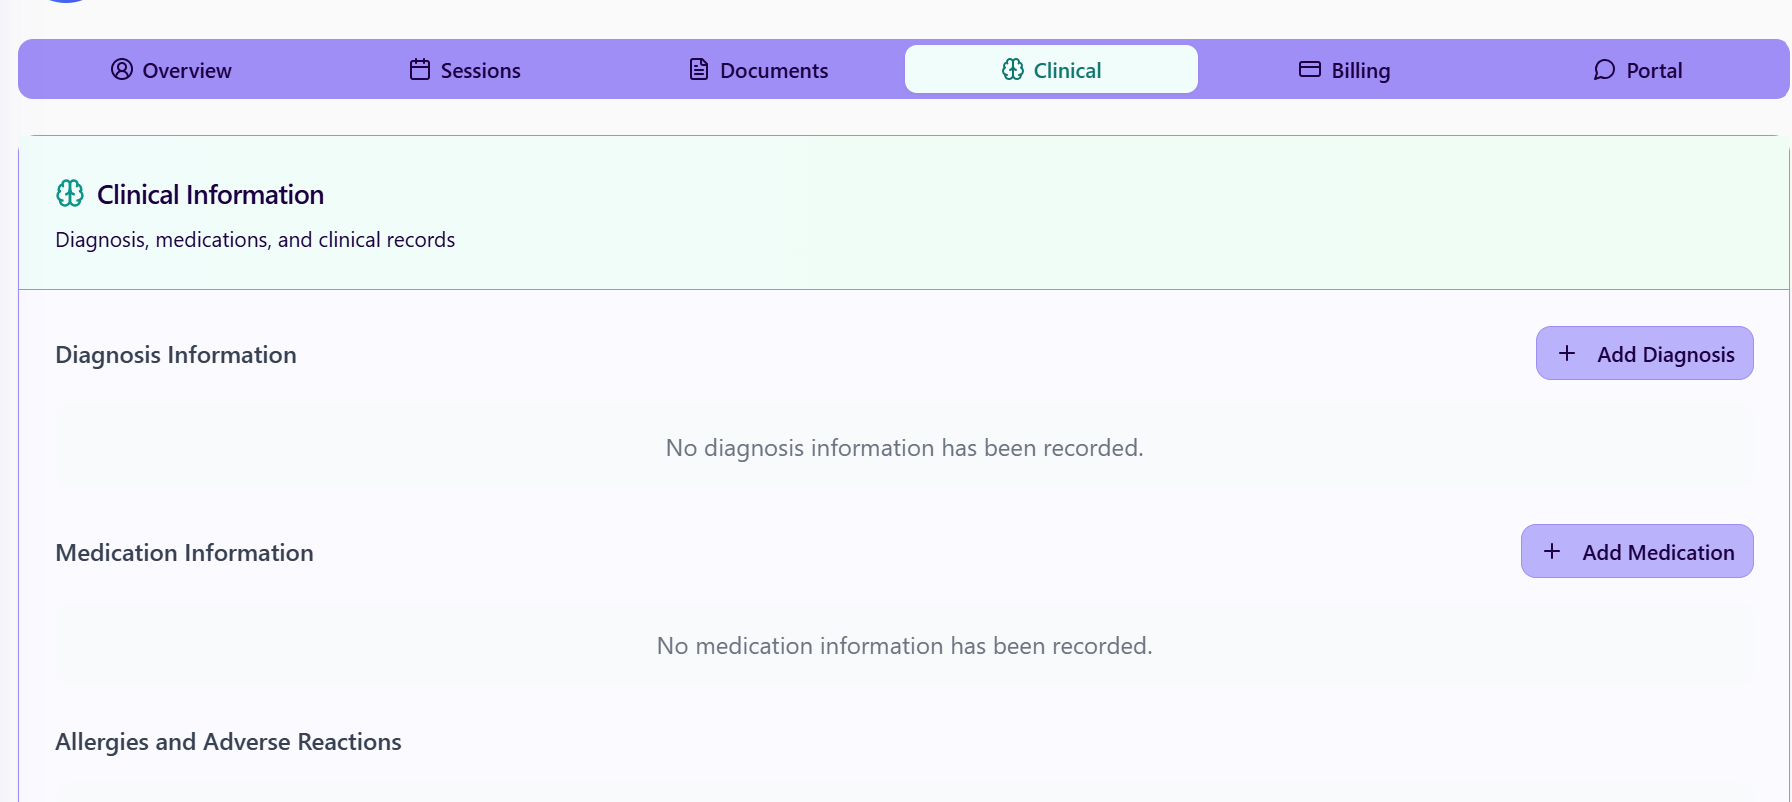 Overview
Sessions
Documents
Clinical
Billing
Portal
Clinical Information
Diagnosis, medications, and clinical records
Diagnosis Information
Add Diagnosis
No diagnosis information has been recorded.
Medication Information
Add Medication
No medication information has been recorded.
Allergies and Adverse Reactions